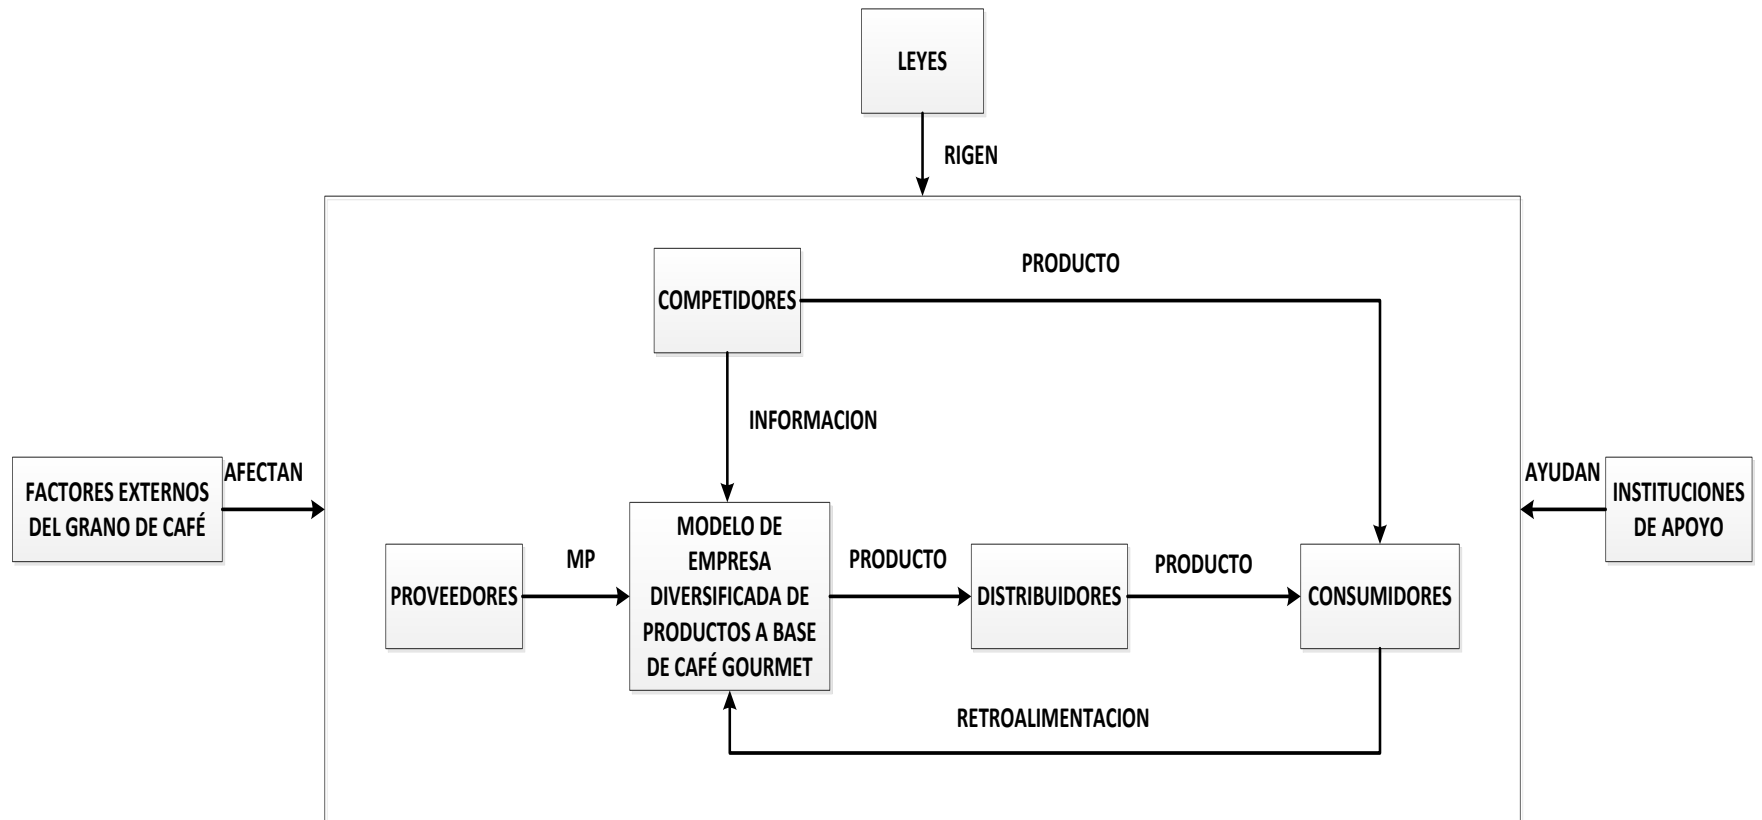 LEYES
RIGEN
PRODUCTO
COMPETIDORES
INFORMACION
AFECTAN
FACTORES EXTERNOS
DEL GRANO DE CAFÉ
AYUDAN
INSTITUCIONES
DE APOYO
PROVEEDORES
MP
MODELO DE
EMPRESA
DIVERSIFICADA DE
PRODUCTOS A BASE
DE CAFÉ GOURMET
PRODUCTO
DISTRIBUIDORES
PRODUCTO
CONSUMIDORES
RETROALIMENTACION